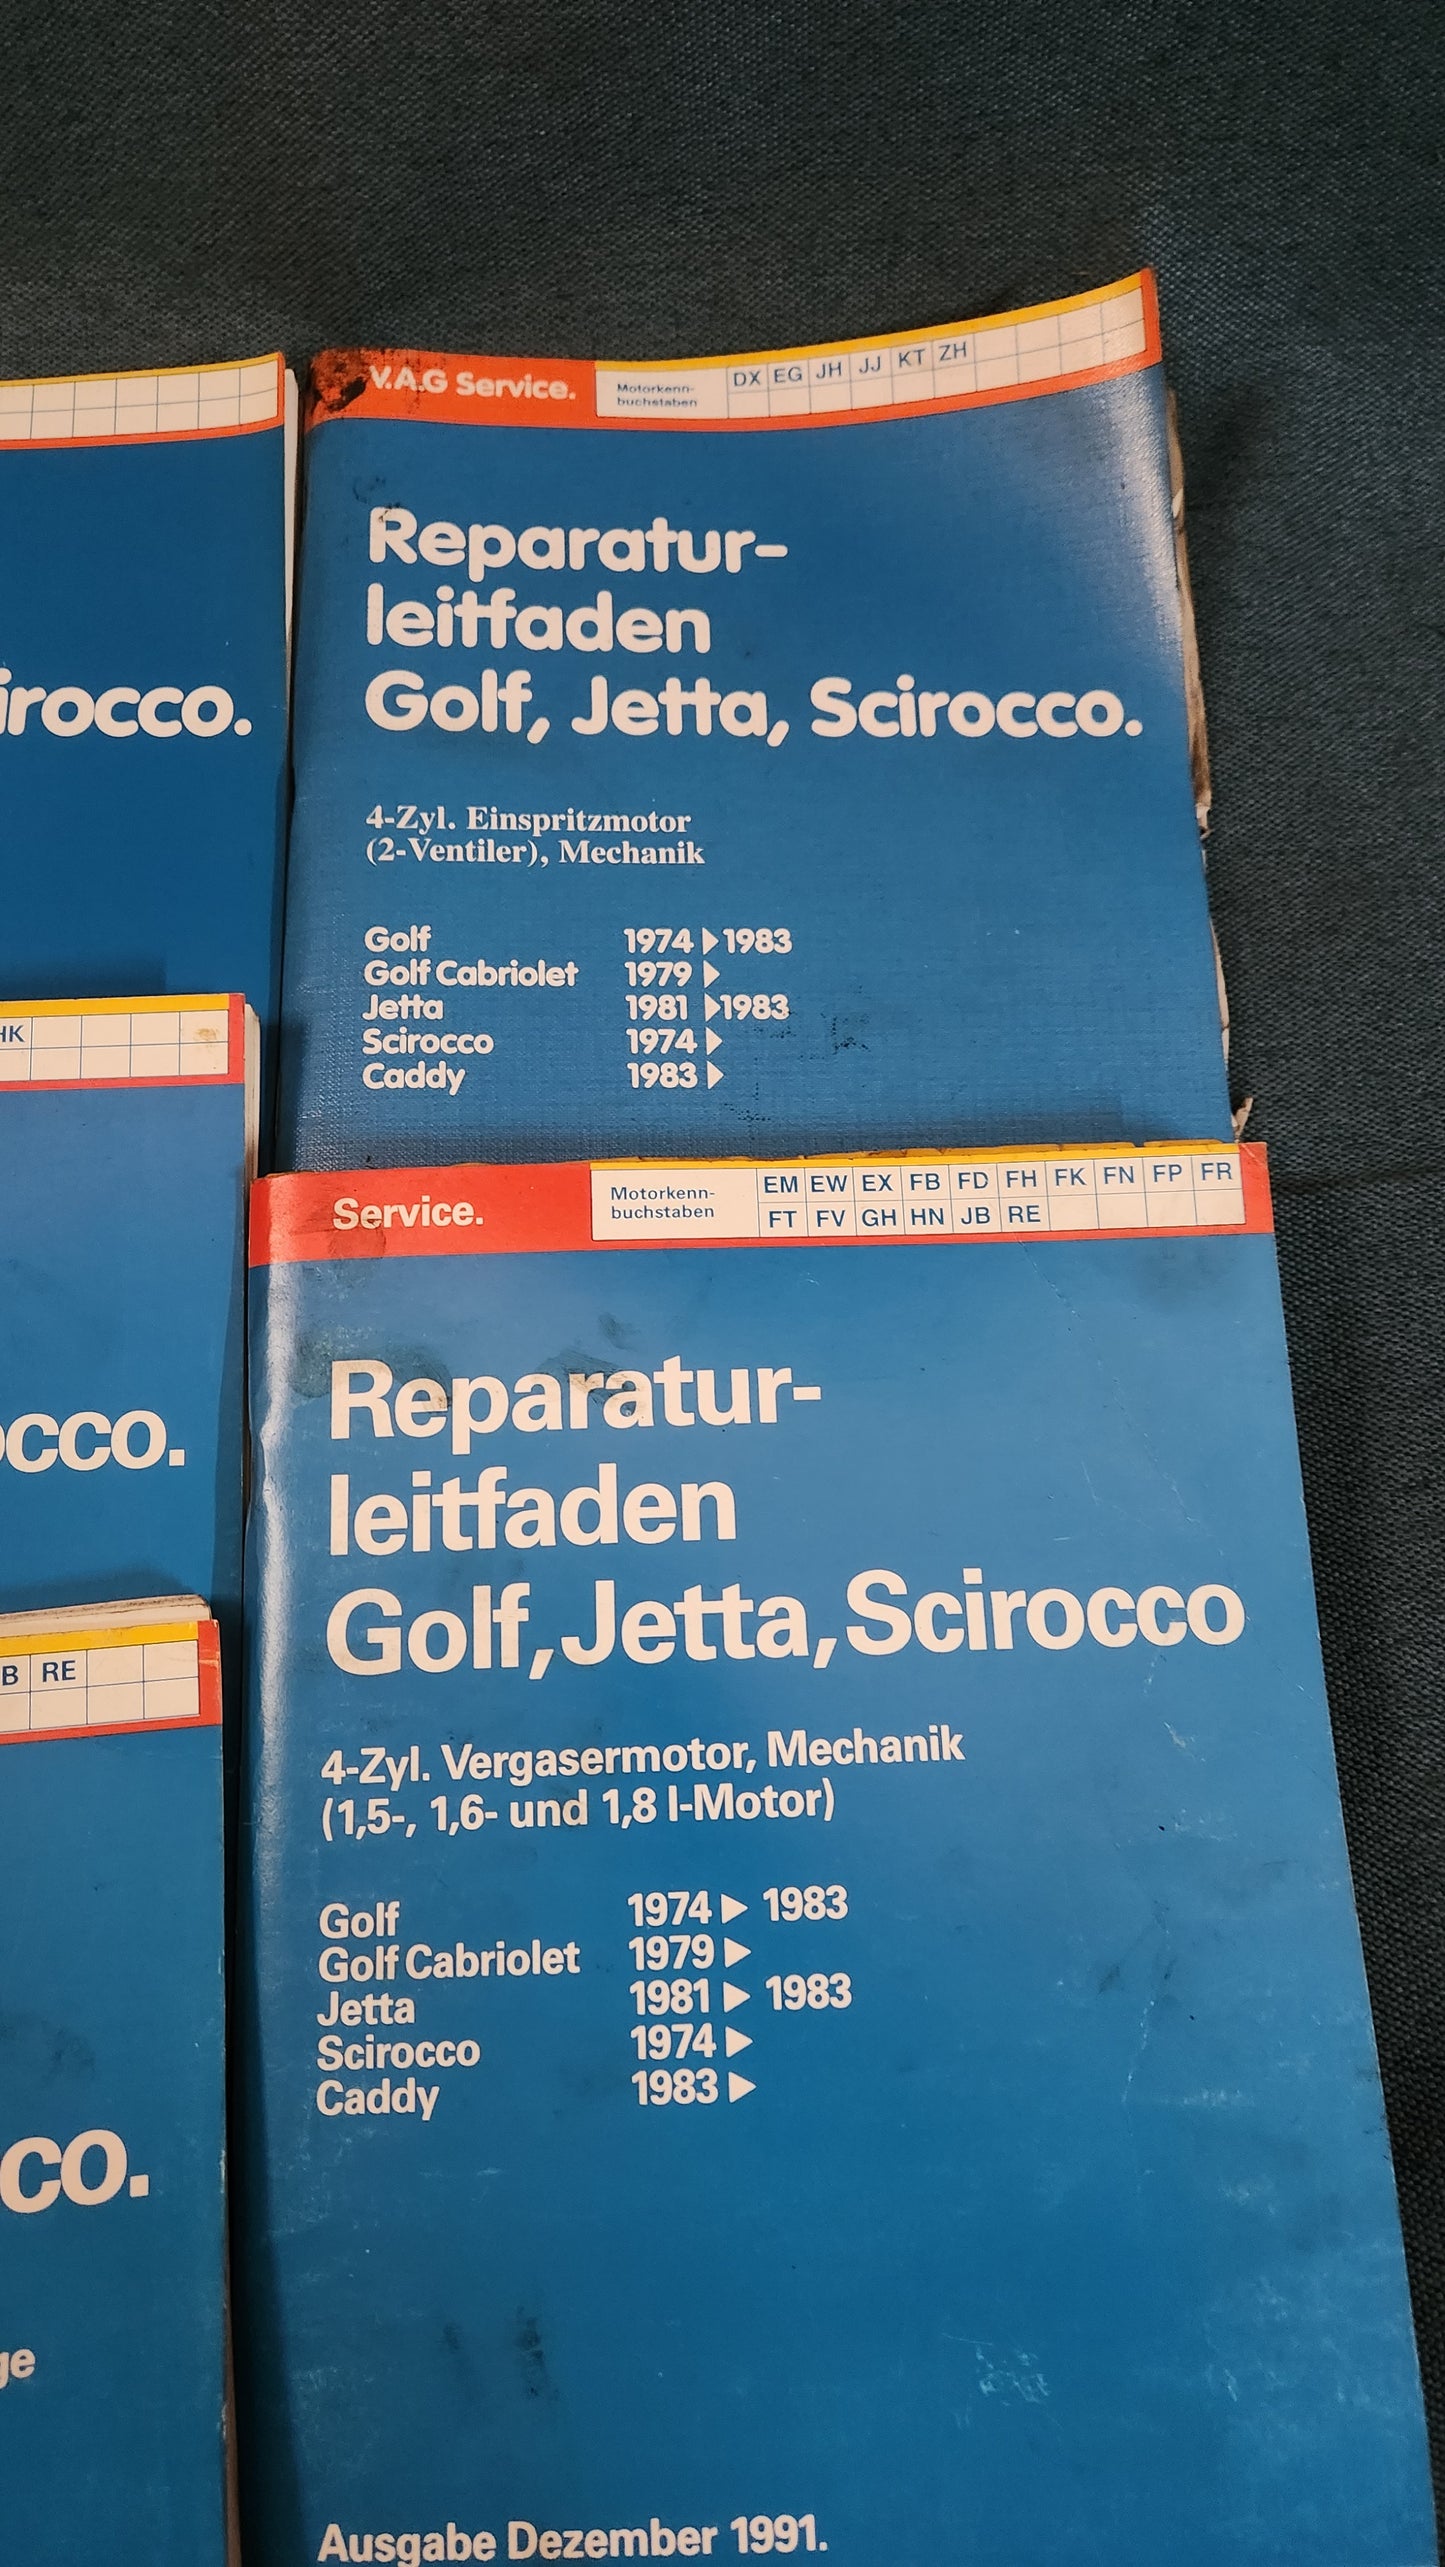 V.A.G Service.
Motorkenn-
buchstaben
DX EG JH JJ KT ZH
Reparatur-
leitfaden
Golf, Jetta, Scirocco.
4-Zyl. Einspritzmotor
(2-Ventiler), Mechanik
Golf 1974 ▶ 1983
Golf Cabriolet 1979 ▶
Jetta 1981 ▶ 1983
Scirocco 1974 ▶
Caddy 1983 ▶
Service.
Motorkenn-
buchstaben
EM EW EX FB FD FH FK FN FP FR
FT FV GH HN JB RE
Reparatur-
leitfaden
Golf, Jetta, Scirocco
4-Zyl. Vergasermotor, Mechanik
(1,5-, 1,6- und 1,8 l-Motor)
Golf 1974 ▶ 1983
Golf Cabriolet 1979 ▶
Jetta 1981 ▶ 1983
Scirocco 1974 ▶
Caddy 1983 ▶
Ausgabe Dezember 1991.
irocco.
HK
occo.
B RE
co.
ge